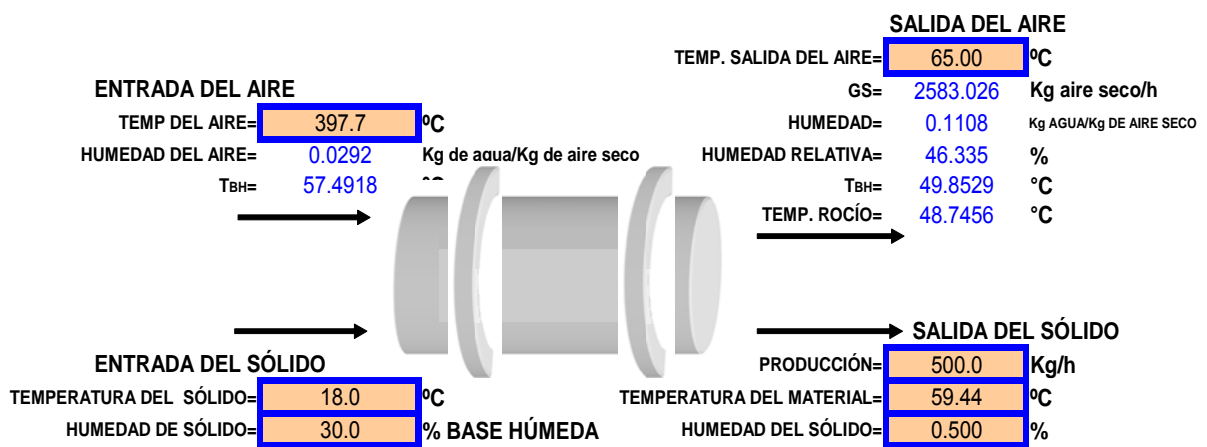 ENTRADA DEL AIRE
TEMP DEL AIRE= 397.7 ºC
HUMEDAD DEL AIRE= 0.0292 Kg de agua/Kg de aire seco
TBH= 57.4918
SALIDA DEL AIRE
TEMP. SALIDA DEL AIRE= 65.00 ºC
GS= 2583.026 Kg aire seco/h
HUMEDAD= 0.1108 Kg AGUA/Kg DE AIRE SECO
HUMEDAD RELATIVA= 46.335 %
TBH= 49.8529 °C
TEMP. ROCÍO= 48.7456 °C
ENTRADA DEL SÓLIDO
TEMPERATURA DEL SÓLIDO= 18.0 ºC
HUMEDAD DE SÓLIDO= 30.0 % BASE HÚMEDA
SALIDA DEL SÓLIDO
PRODUCCIÓN= 500.0 Kg/h
TEMPERATURA DEL MATERIAL= 59.44 ºC
HUMEDAD DEL SÓLIDO= 0.500 %